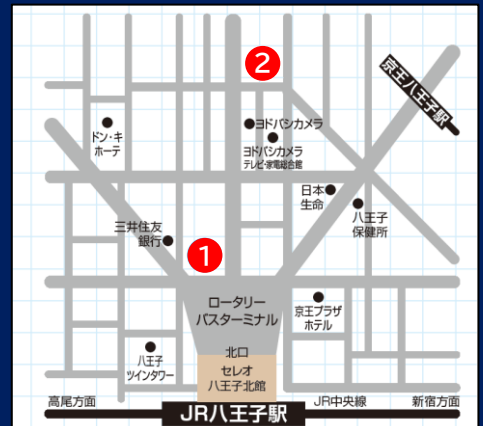 2
京王八王子駅
ヨドバシカメラ
ドン・キ
ホーテ
ヨドバシカメラ
テレビ・家電総合館
日本
生命
八王子
保健所
三井住友
銀行
1
ロータリー
バスターミナル
京王プラザ
ホテル
八王子
ツインタワー
北口
セレオ
八王子北館
高尾方面
JR中央線
新宿方面
JR八王子駅